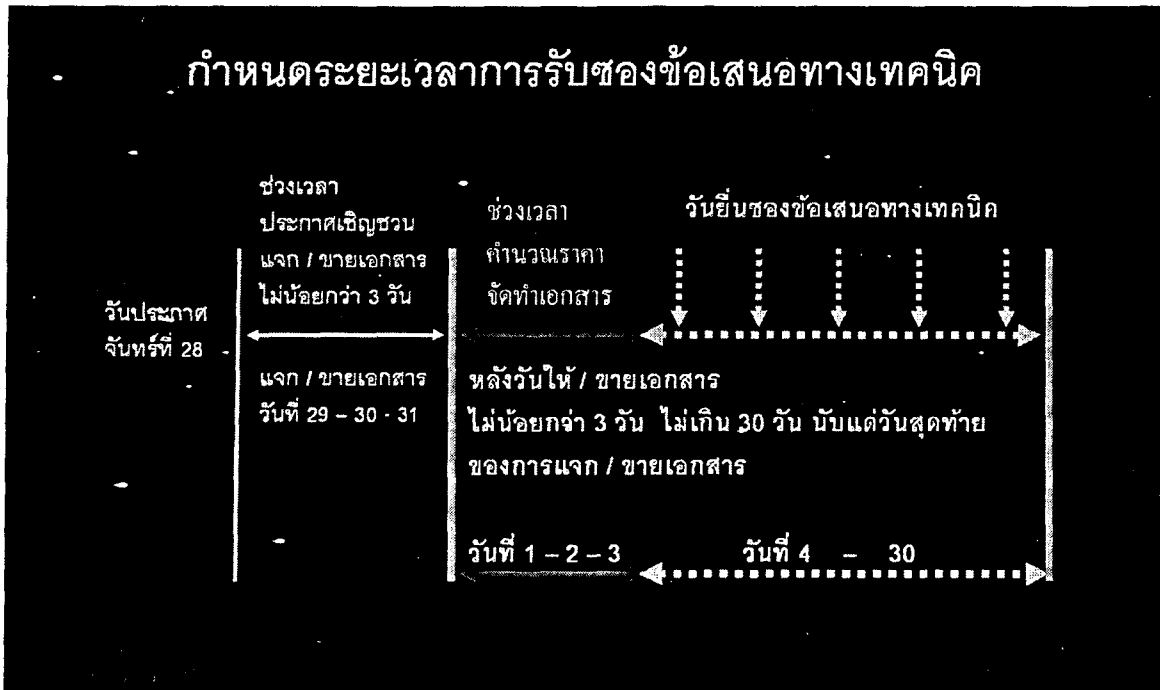 กำหนดระยะเวลาการรับซองข้อเสนอทางเทคนิค
ช่วงเวลา
ประกาศเชิญชวน
แจก / ขายเอกสาร
ไม่น้อยกว่า 3 วัน
ช่วงเวลา
คำนวณราคา
จัดทำเอกสาร
วันยื่นซองข้อเสนอทางเทคนิค
วันประกาศ
จันทร์ที่ 28
แจก / ขายเอกสาร
วันที่ 29 – 30 - 31
หลังวันให้ / ขายเอกสาร
ไม่น้อยกว่า 3 วัน ไม่เกิน 30 วัน นับแต่วันสุดท้าย
ของการแจก / ขายเอกสาร
วันที่ 1 – 2 – 3
วันที่ 4 – 30